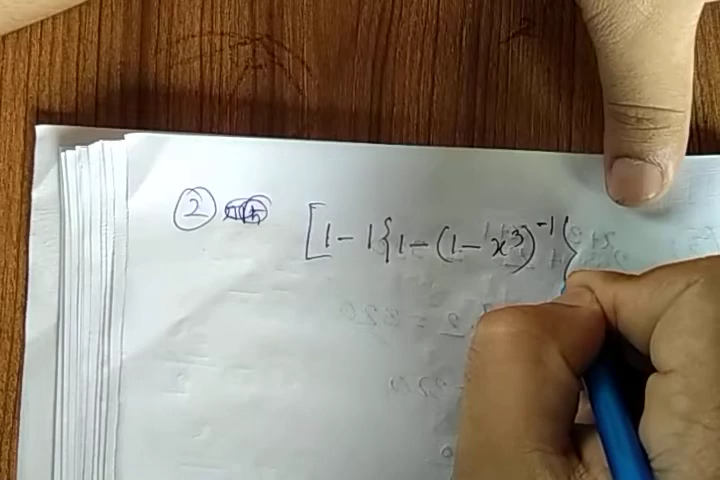 ② [1 - 1{1 - (1 - x³)⁻¹}